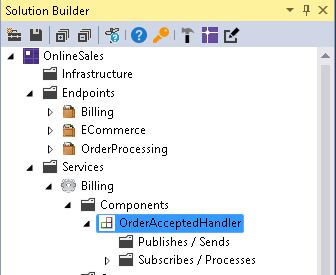 Solution Builder
OnlineSales
Infrastructure
Endpoints
Billing
ECommerce
OrderProcessing
Services
Billing
Components
OrderAcceptedHandler
Publishes / Sends
Subscribes / Processes